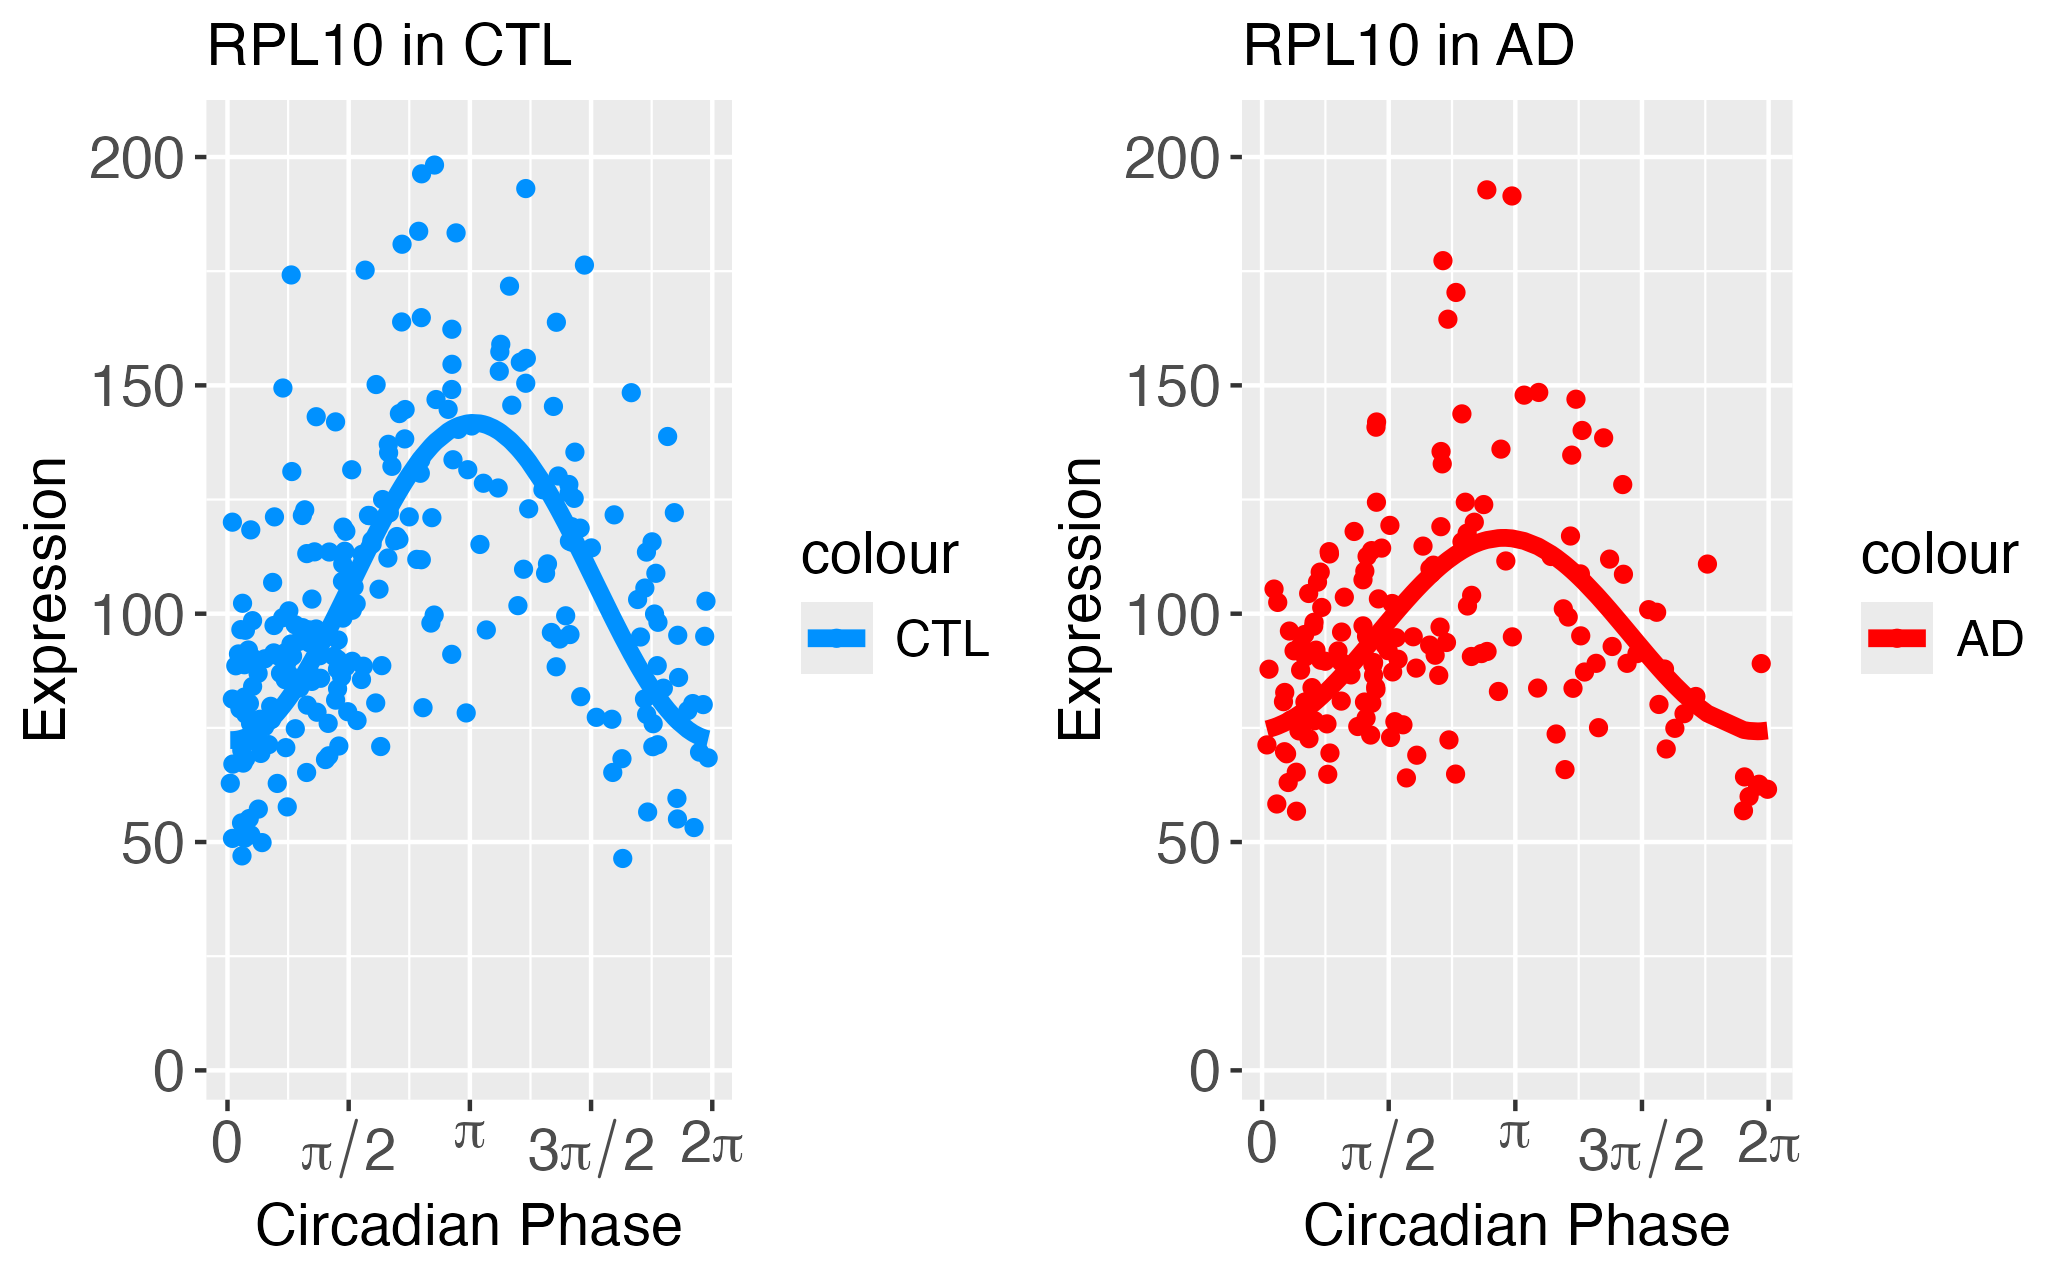 RPL10 in CTL
Expression
200
150
100
50
0
0 π/2 π 3π/2 2π
Circadian Phase
colour
CTL
RPL10 in AD
Expression
200
150
100
50
0
0 π/2 π 3π/2 2π
Circadian Phase
colour
AD